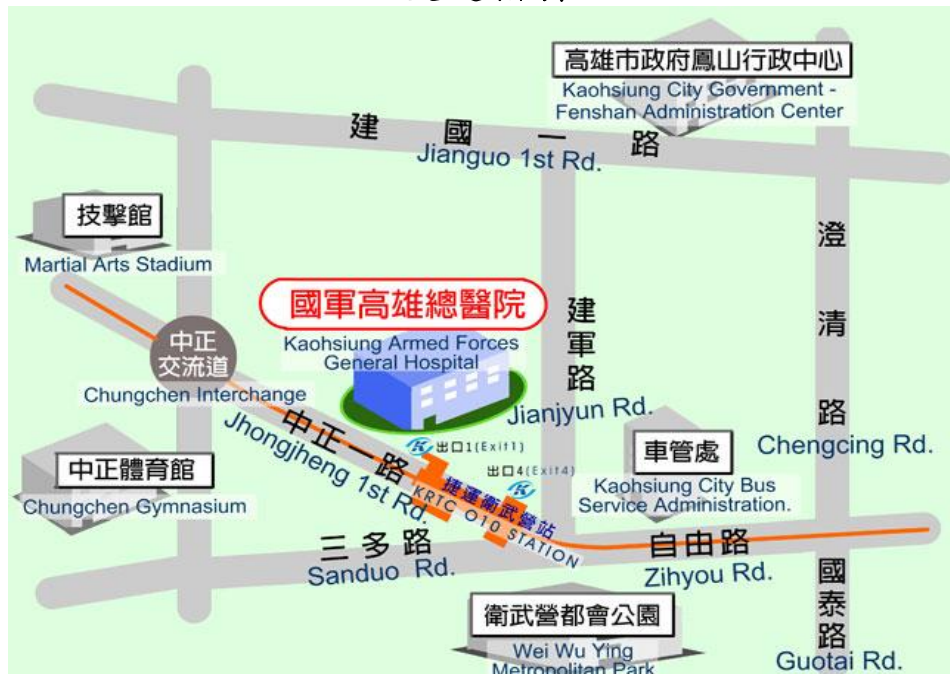 高雄市政府鳳山行政中心
Kaohsiung City Government -
Fenshan Administration Center
建國一路
Jianguo 1st Rd.
技擊館
Martial Arts Stadium
澄清路
Chengcing Rd.
國軍高雄總醫院
Kaohsiung Armed Forces
General Hospital
建軍路
Jianjyun Rd.
中正
交流道
Chungchen Interchange
中正一路
Jhongjheng 1st Rd.
出口1(Exit1)
出口4(Exit4)
捷運衛武營站
KRTC O10 STATION
中正體育館
Chungchen Gymnasium
車管處
Kaohsiung City Bus
Service Administration.
三多路
Sanduo Rd.
自由路
Zihyou Rd.
衛武營都會公園
Wei Wu Ying
Metropolitan Park
國泰路
Guotai Rd.